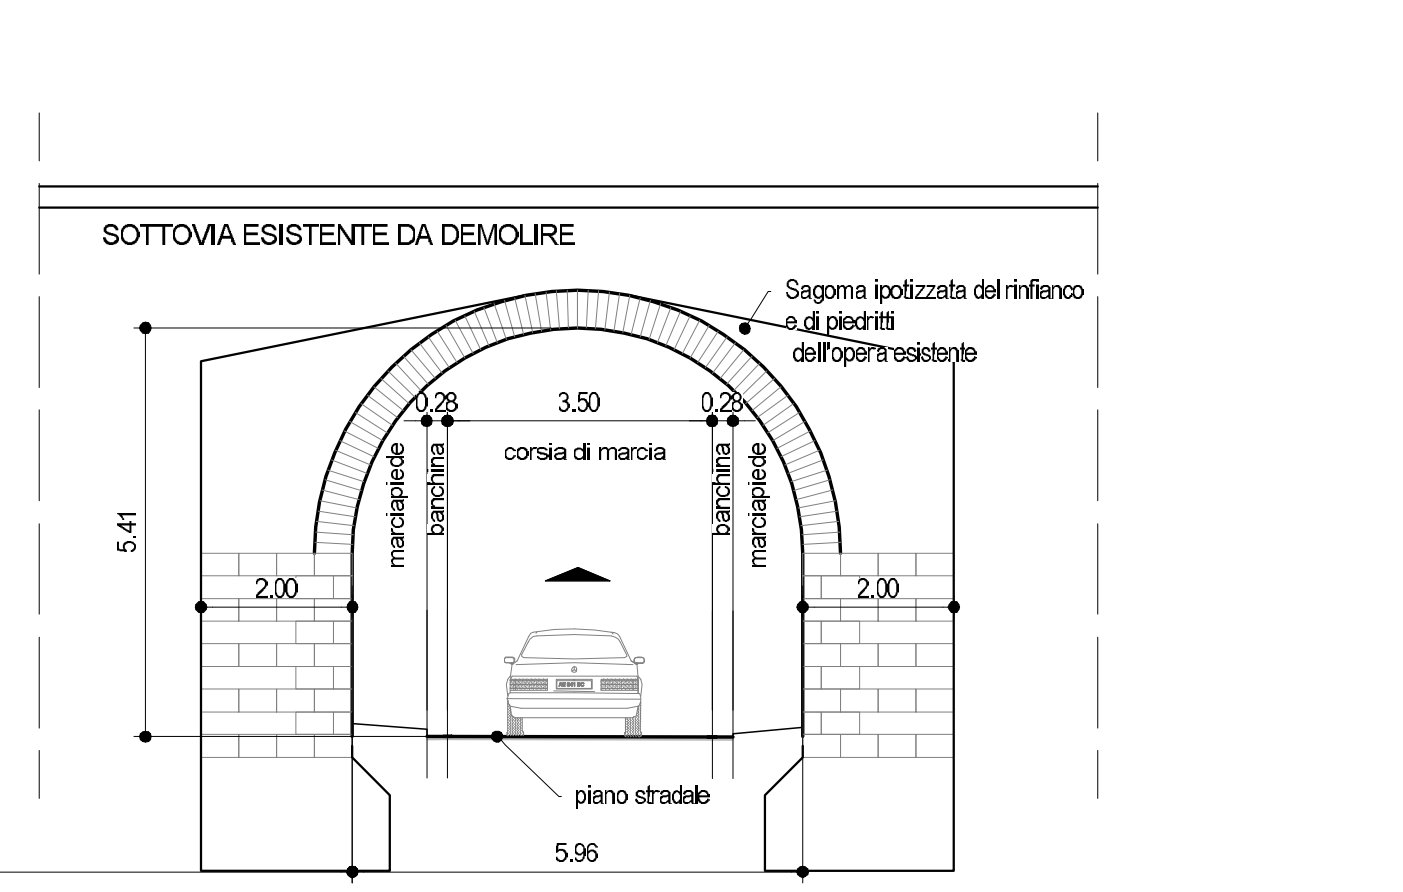 SOTTOVIA ESISTENTE DA DEMOLIRE
Sagoma ipotizzata del rinfianco
e di piedritti
dell'opera esistente
0.28
3.50
0.28
corsia di marcia
marciapiede
banchina
banchina
marciapiede
5.41
2.00
2.00
piano stradale
5.96